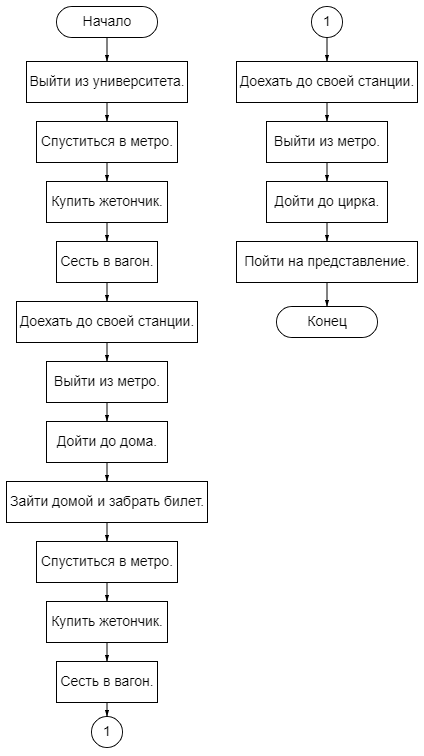 Начало
Выйти из университета.
Спуститься в метро.
Купить жетончик.
Сесть в вагон.
Доехать до своей станции.
Выйти из метро.
Дойти до дома.
Зайти домой и забрать билет.
Спуститься в метро.
Купить жетончик.
Сесть в вагон.
1
1
Доехать до своей станции.
Выйти из метро.
Дойти до цирка.
Пойти на представление.
Конец